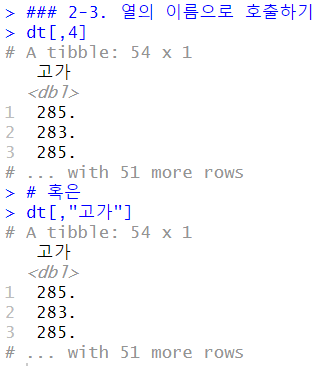 > ### 2-3. 열의 이름으로 호출하기
> dt[,4]
# A tibble: 54 x 1
   고가
  <dbl>
1  285.
2  283.
3  285.
# ... with 51 more rows
> # 혹은
> dt[,"고가"]
# A tibble: 54 x 1
   고가
  <dbl>
1  285.
2  283.
3  285.
# ... with 51 more rows